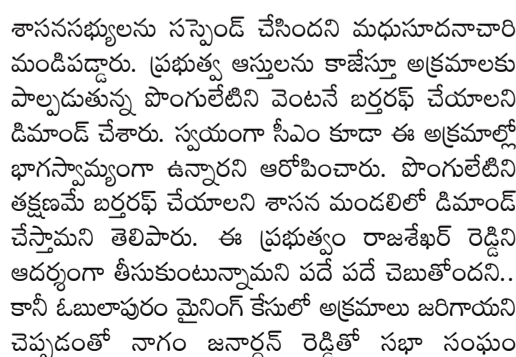 శాసనసభ్యులను సస్పెండ్ చేసిందని మధుసూదనాచారి
మండిపడ్డారు. ప్రభుత్వ ఆస్తులను కాజేస్తూ అక్రమాలకు
పాల్పడుతున్న పొంగులేటిని వెంటనే బర్తరఫ్ చేయాలని
డిమాండ్ చేశారు. స్వయంగా సీఎం కూడా ఈ అక్రమాల్లో
భాగస్వామ్యంగా ఉన్నారని ఆరోపించారు. పొంగులేటిని
తక్షణమే బర్తరఫ్ చేయాలని శాసన మండలిలో డిమాండ్
చేస్తామని తెలిపారు. ఈ ప్రభుత్వం రాజశేఖర్ రెడ్డిని
ఆదర్శంగా తీసుకుంటున్నామని పదే పదే చెబుతోందని..
కానీ ఓబులాపురం మైనింగ్ కేసులో అక్రమాలు జరిగాయని
చెప్పడంతో నాగం జనార్దన్ రెడ్డితో సభా సంఘం